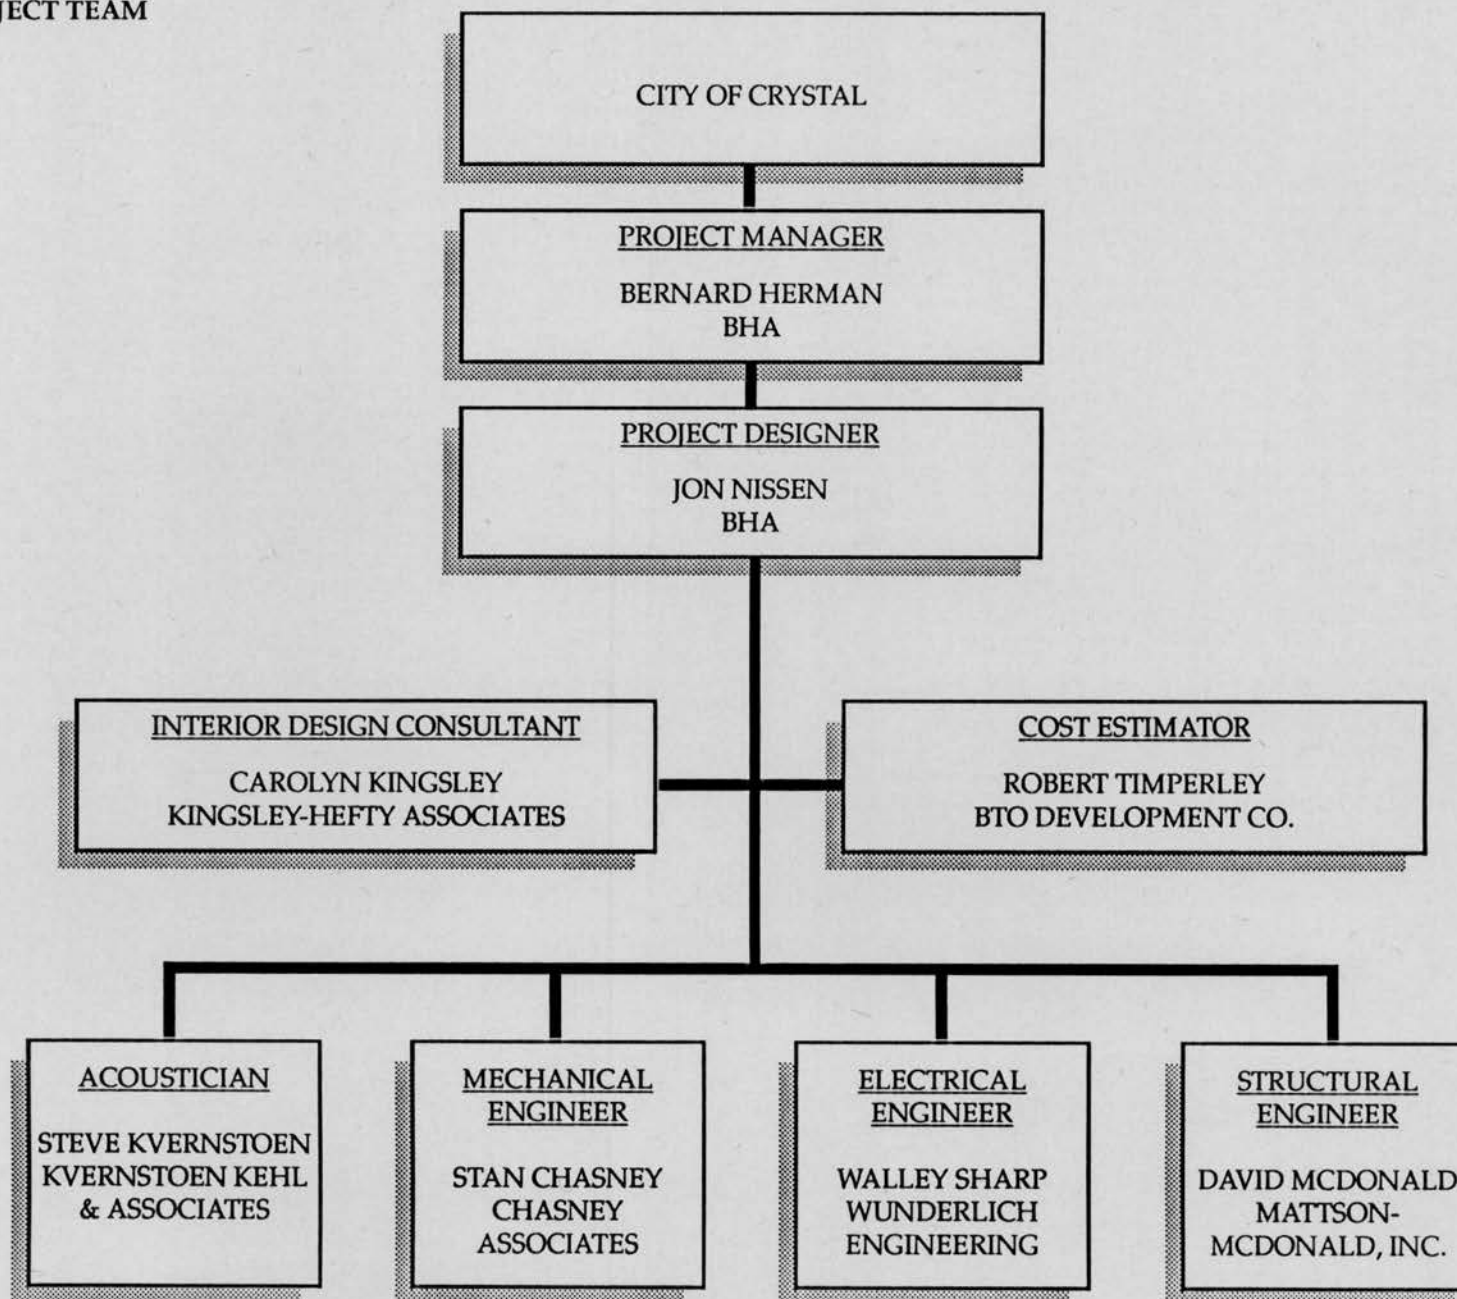 JECT TEAM
CITY OF CRYSTAL
PROJECT MANAGER
BERNARD HERMAN
BHA
PROJECT DESIGNER
JON NISSEN
BHA
INTERIOR DESIGN CONSULTANT
CAROLYN KINGSLEY
KINGSLEY-HEFTY ASSOCIATES
COST ESTIMATOR
ROBERT TIMPERLEY
BTO DEVELOPMENT CO.
ACOUSTICIAN
STEVE KVERNSTOEN
KVERNSTOEN KEHL
& ASSOCIATES
MECHANICAL
ENGINEER
STAN CHASNEY
CHASNEY
ASSOCIATES
ELECTRICAL
ENGINEER
WALLEY SHARP
WUNDERLICH
ENGINEERING
STRUCTURAL
ENGINEER
DAVID MCDONALD
MATTSON-
MCDONALD, INC.